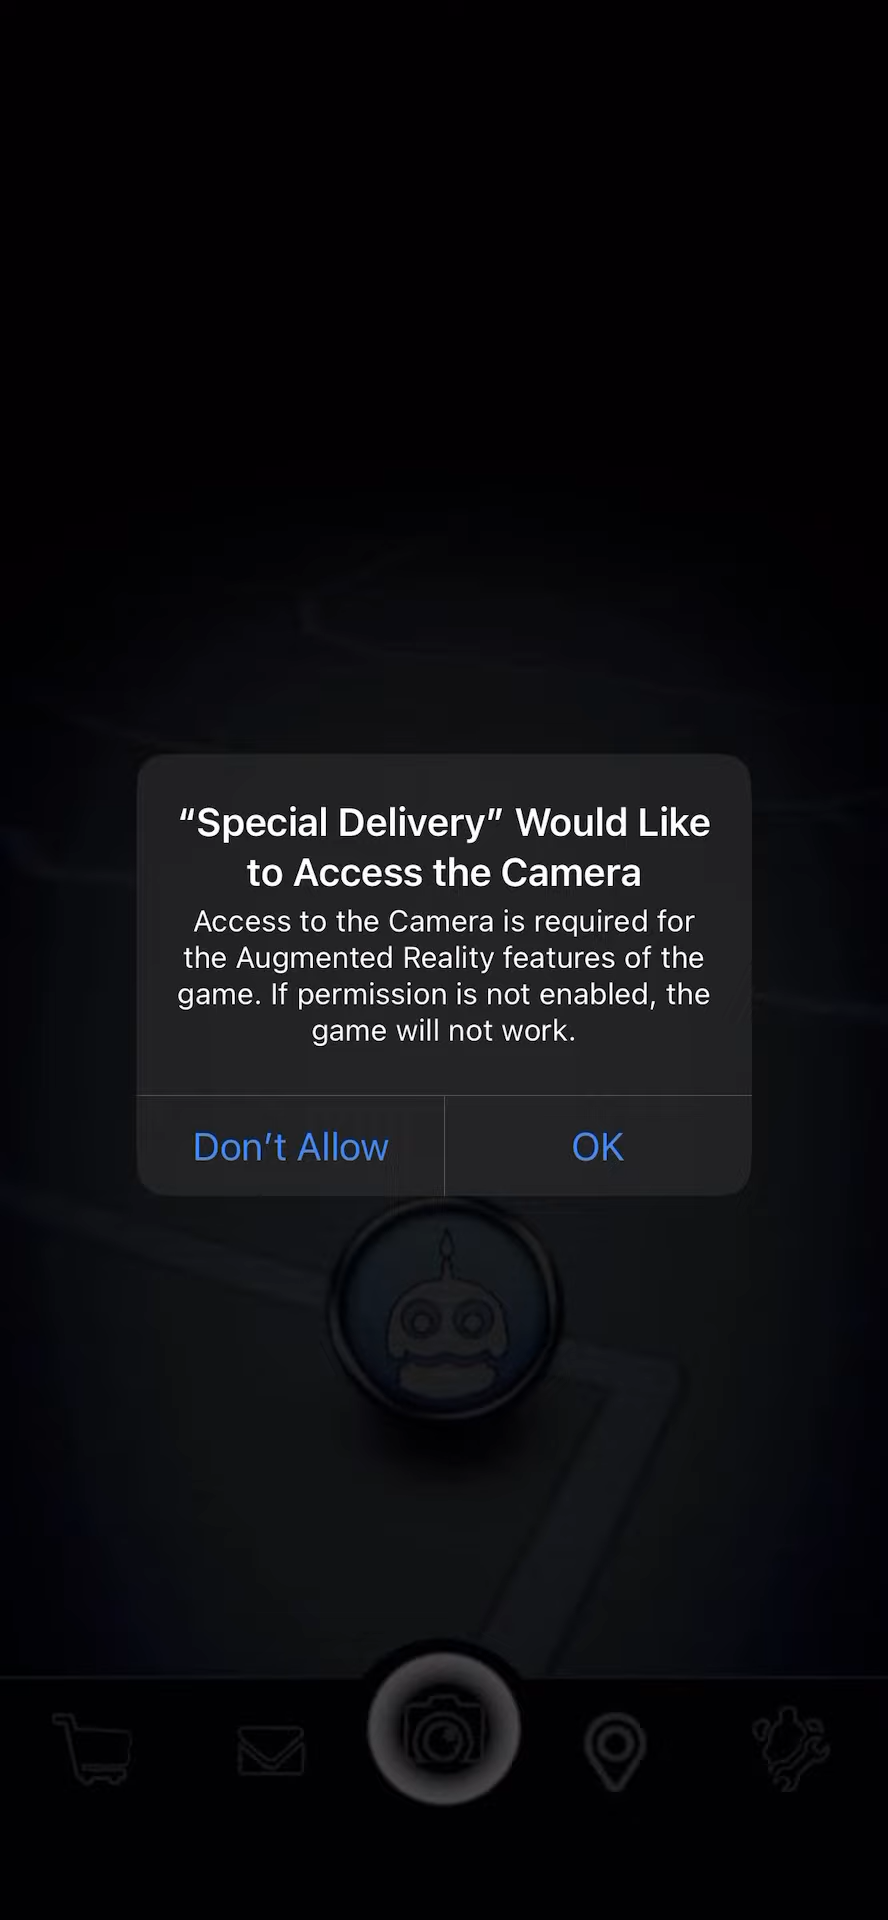 “Special Delivery” Would Like
to Access the Camera
Access to the Camera is required for
the Augmented Reality features of the
game. If permission is not enabled, the
game will not work.
Don’t Allow
OK